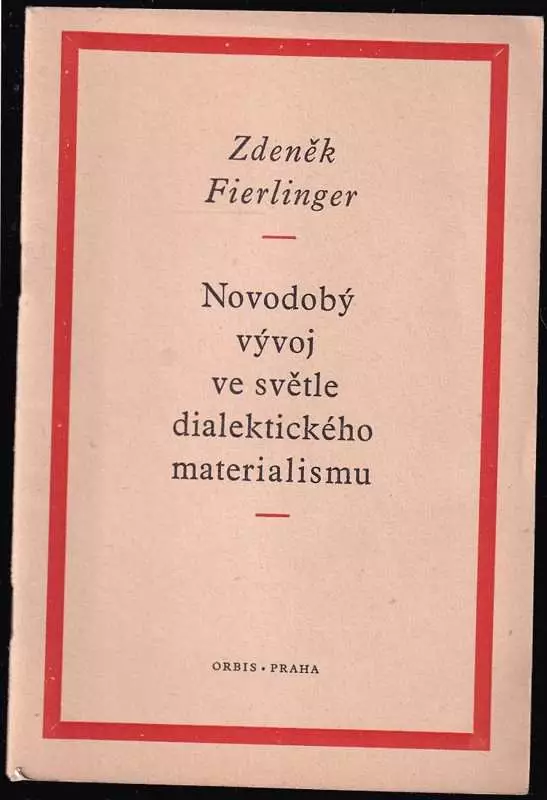 Zdeněk
Fierlinger
Novodobý
vývoj
ve světle
dialektického
materialismu
ORBIS • PRAHA